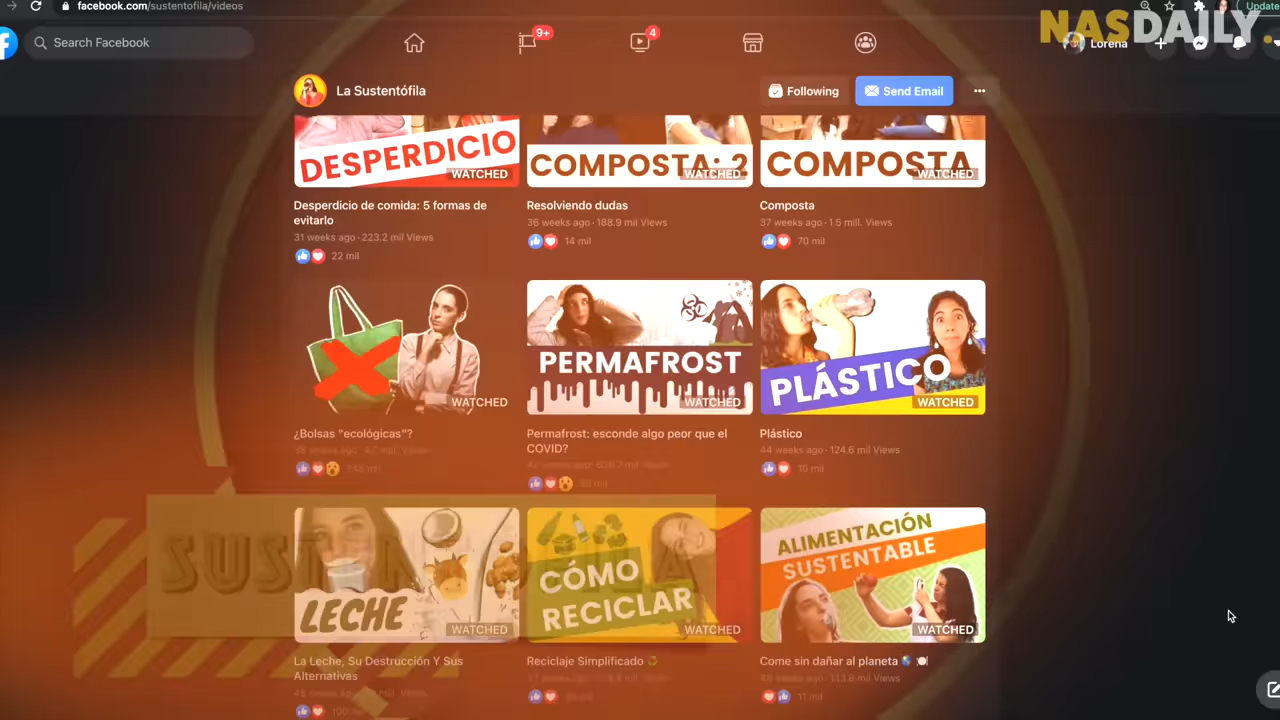 facebook.com/sustentofila/videos
Update
NASDAILY.
Search Facebook
9+
4
Lorena
La Sustentófila
Following
Send Email
DESPERDICIO
WATCHED
COMPOSTA: 2
WATCHED
COMPOSTA
WATCHED
Desperdicio de comida: 5 formas de
evitarlo
31 weeks ago · 223.2 mil Views
22 mil
Resolviendo dudas
36 weeks ago · 188.9 mil Views
14 mil
Composta
37 weeks ago · 1.5 mill. Views
70 mil
WATCHED
PERMAFROST
WATCHED
PLÁSTICO
WATCHED
¿Bolsas "ecológicas"?
Permafrost: esconde algo peor que el
COVID?
Plástico
44 weeks ago · 124.6 mil Views
10 mil
LECHE
WATCHED
CÓMO
RECICLAR
WATCHED
ALIMENTACIÓN
SUSTENTABLE
WATCHED
La Leche, Su Destrucción Y Sus
Alternativas
Reciclaje Simplificado
Come sin dañar al planeta
11 mil